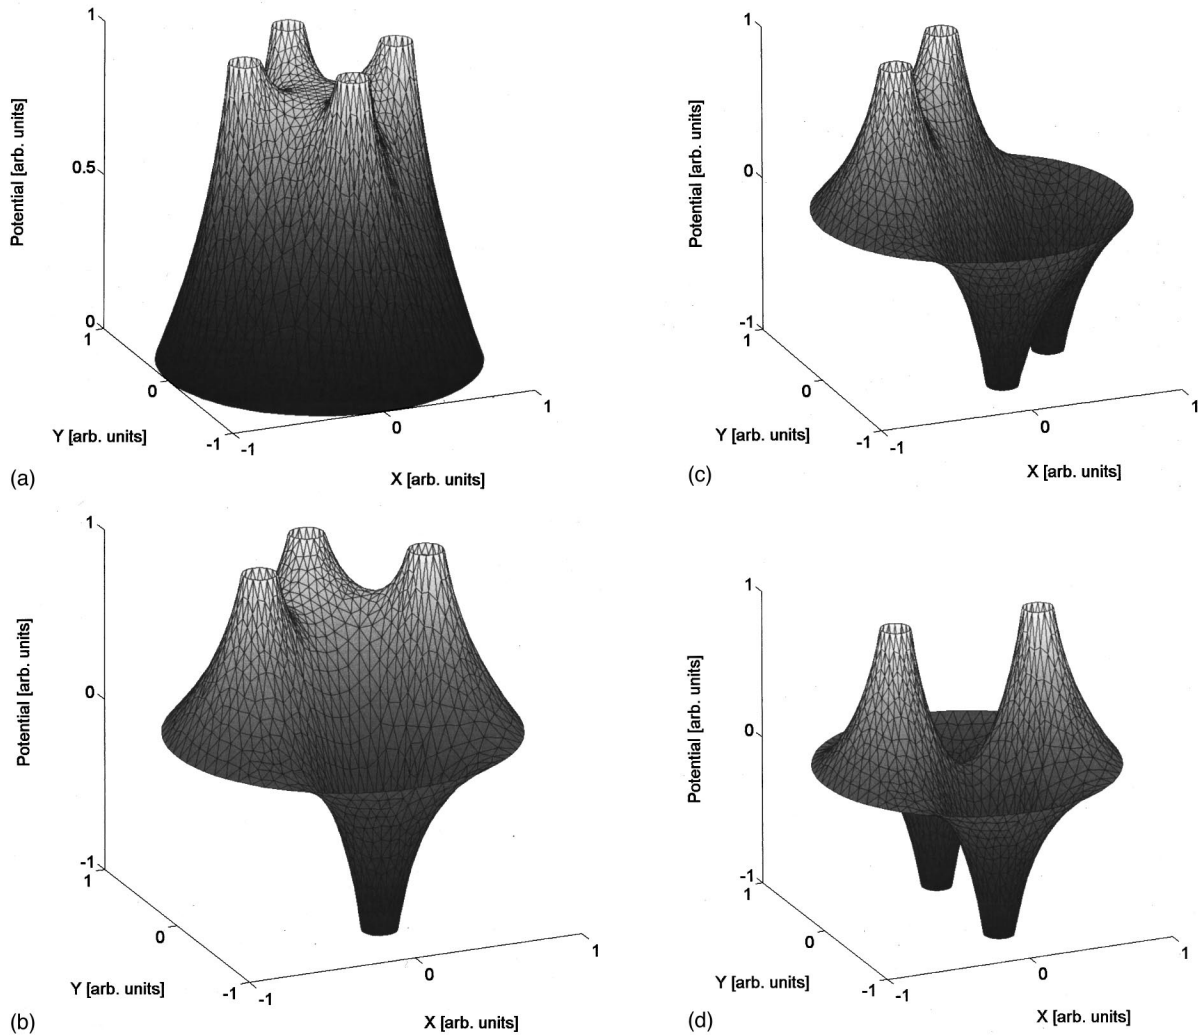 1
0.5
0
1
0
-1
-1
0
1
Potential [arb. units]
Y [arb. units]
X [arb. units]
(a)
1
0
-1
1
0
-1
-1
0
1
Potential [arb. units]
Y [arb. units]
X [arb. units]
(c)
1
0
-1
1
0
-1
-1
0
1
Potential [arb. units]
Y [arb. units]
X [arb. units]
(b)
1
0
-1
1
0
-1
-1
0
1
Potential [arb. units]
Y [arb. units]
X [arb. units]
(d)